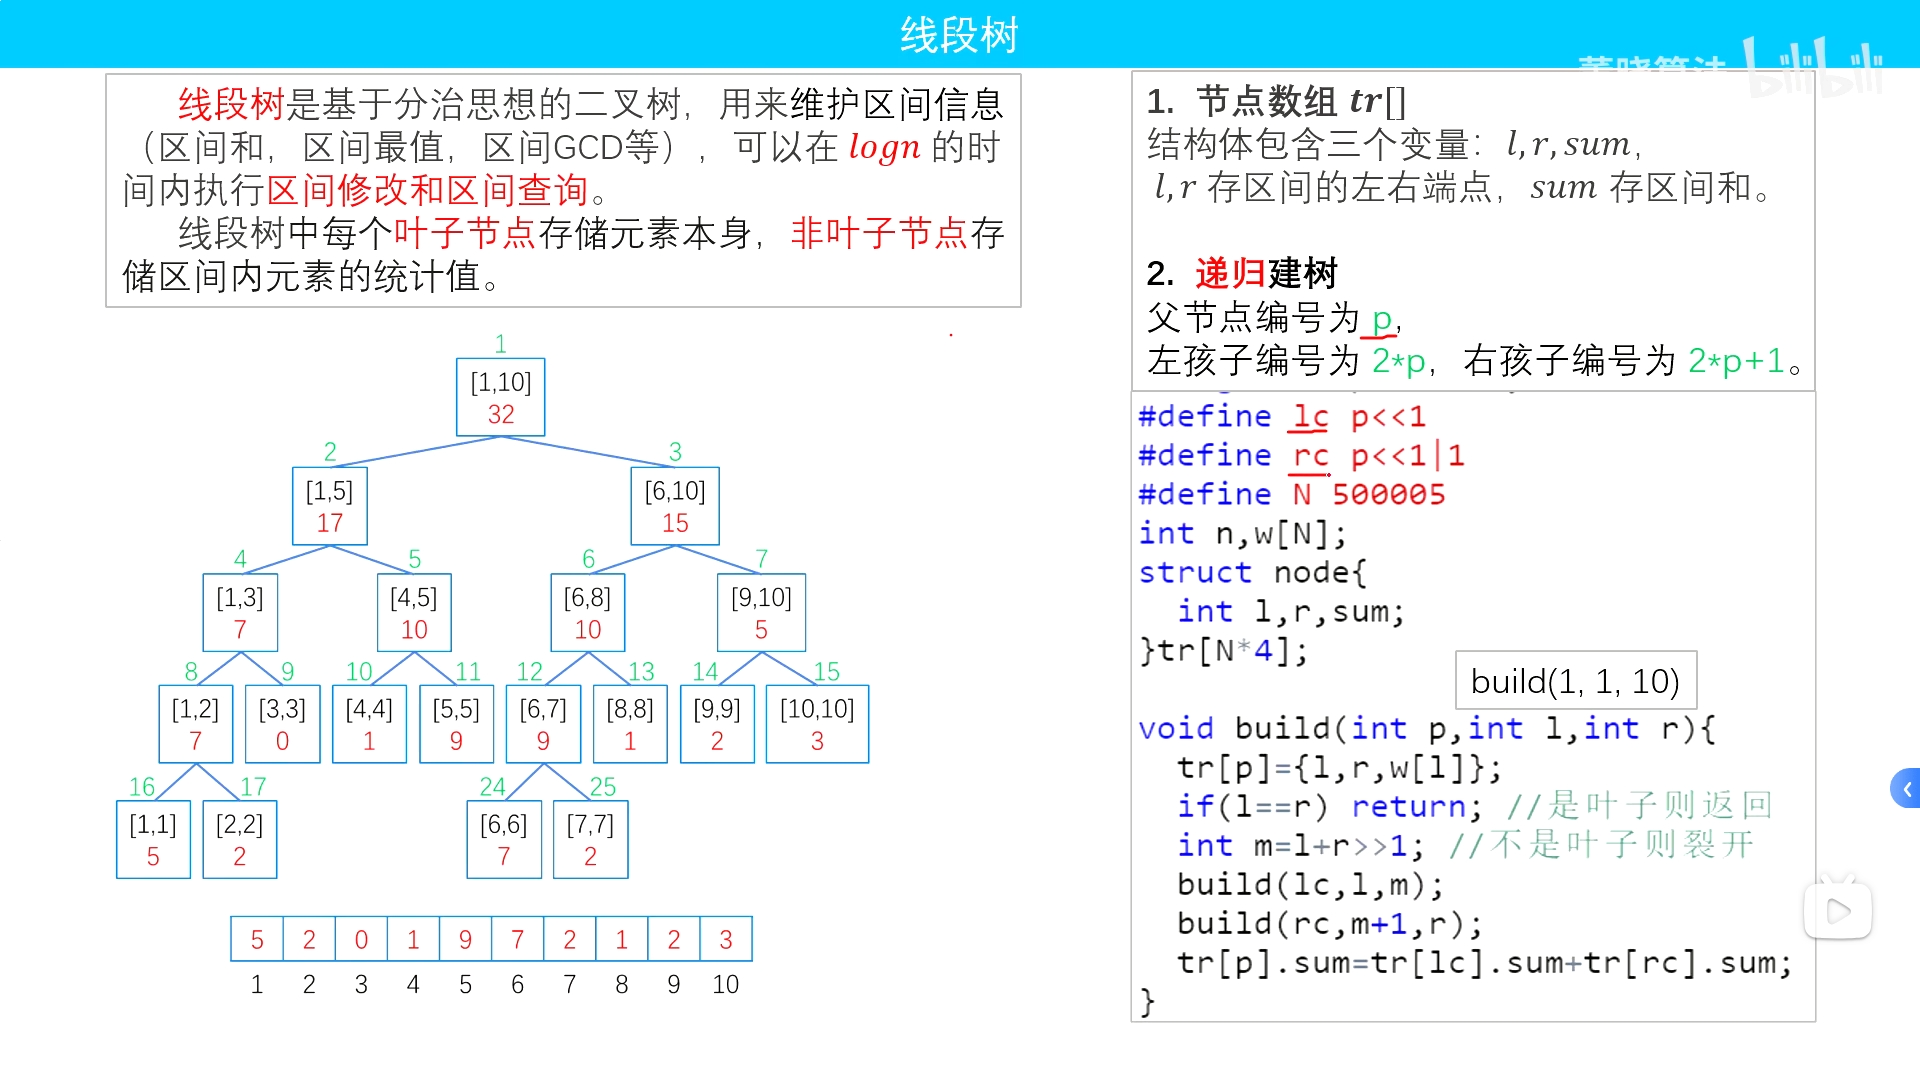 线段树
董晓算法 bilibili
线段树是基于分治思想的二叉树，用来维护区间信息
（区间和，区间最值，区间GCD等），可以在 logn 的时
间内执行区间修改和区间查询。
线段树中每个叶子节点存储元素本身，非叶子节点存
储区间内元素的统计值。
1
[1,10]
32
2 3
[1,5] [6,10]
17 15
4 5 6 7
[1,3] [4,5] [6,8] [9,10]
7 10 10 5
8 9 10 11 12 13 14 15
[1,2] [3,3] [4,4] [5,5] [6,7] [8,8] [9,9] [10,10]
7 0 1 9 9 1 2 3
16 17 24 25
[1,1] [2,2] [6,6] [7,7]
5 2 7 2
5 2 0 1 9 7 2 1 2 3
1 2 3 4 5 6 7 8 9 10
1. 节点数组 tr[]
结构体包含三个变量：l,r,sum，
l,r 存区间的左右端点，sum 存区间和。
2. 递归建树
父节点编号为 p，
左孩子编号为 2*p，右孩子编号为 2*p+1。
#define lc p<<1
#define rc p<<1|1
#define N 500005
int n,w[N];
struct node{
int l,r,sum;
}tr[N*4];
build(1, 1, 10)
void build(int p,int l,int r){
tr[p]={l,r,w[l]};
if(l==r) return; //是叶子则返回
int m=l+r>>1; //不是叶子则裂开
build(lc,l,m);
build(rc,m+1,r);
tr[p].sum=tr[lc].sum+tr[rc].sum;
}